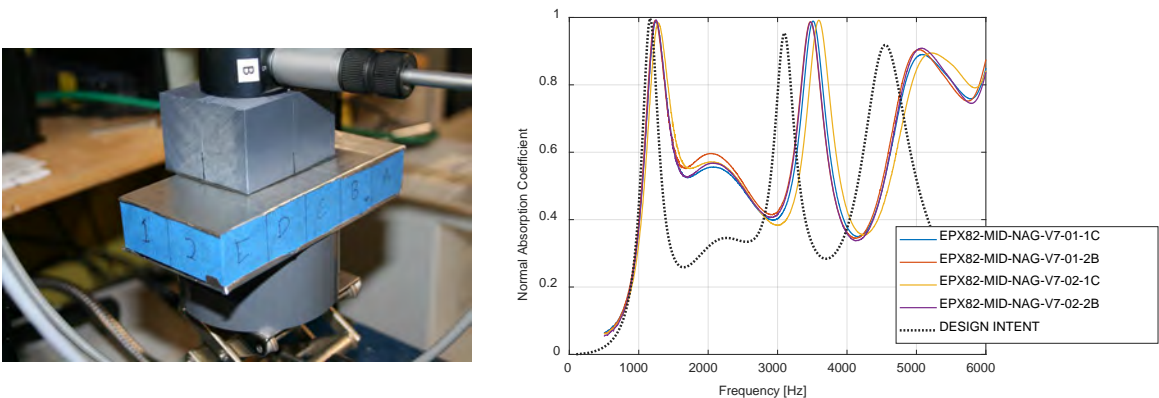 B
1 2 E D C B A
1
0.8
0.6
0.4
0.2
0
Normal Absorption Coefficient
0 1000 2000 3000 4000 5000 6000
Frequency [Hz]
EPX82-MID-NAG-V7-01-1C
EPX82-MID-NAG-V7-01-2B
EPX82-MID-NAG-V7-02-1C
EPX82-MID-NAG-V7-02-2B
DESIGN INTENT